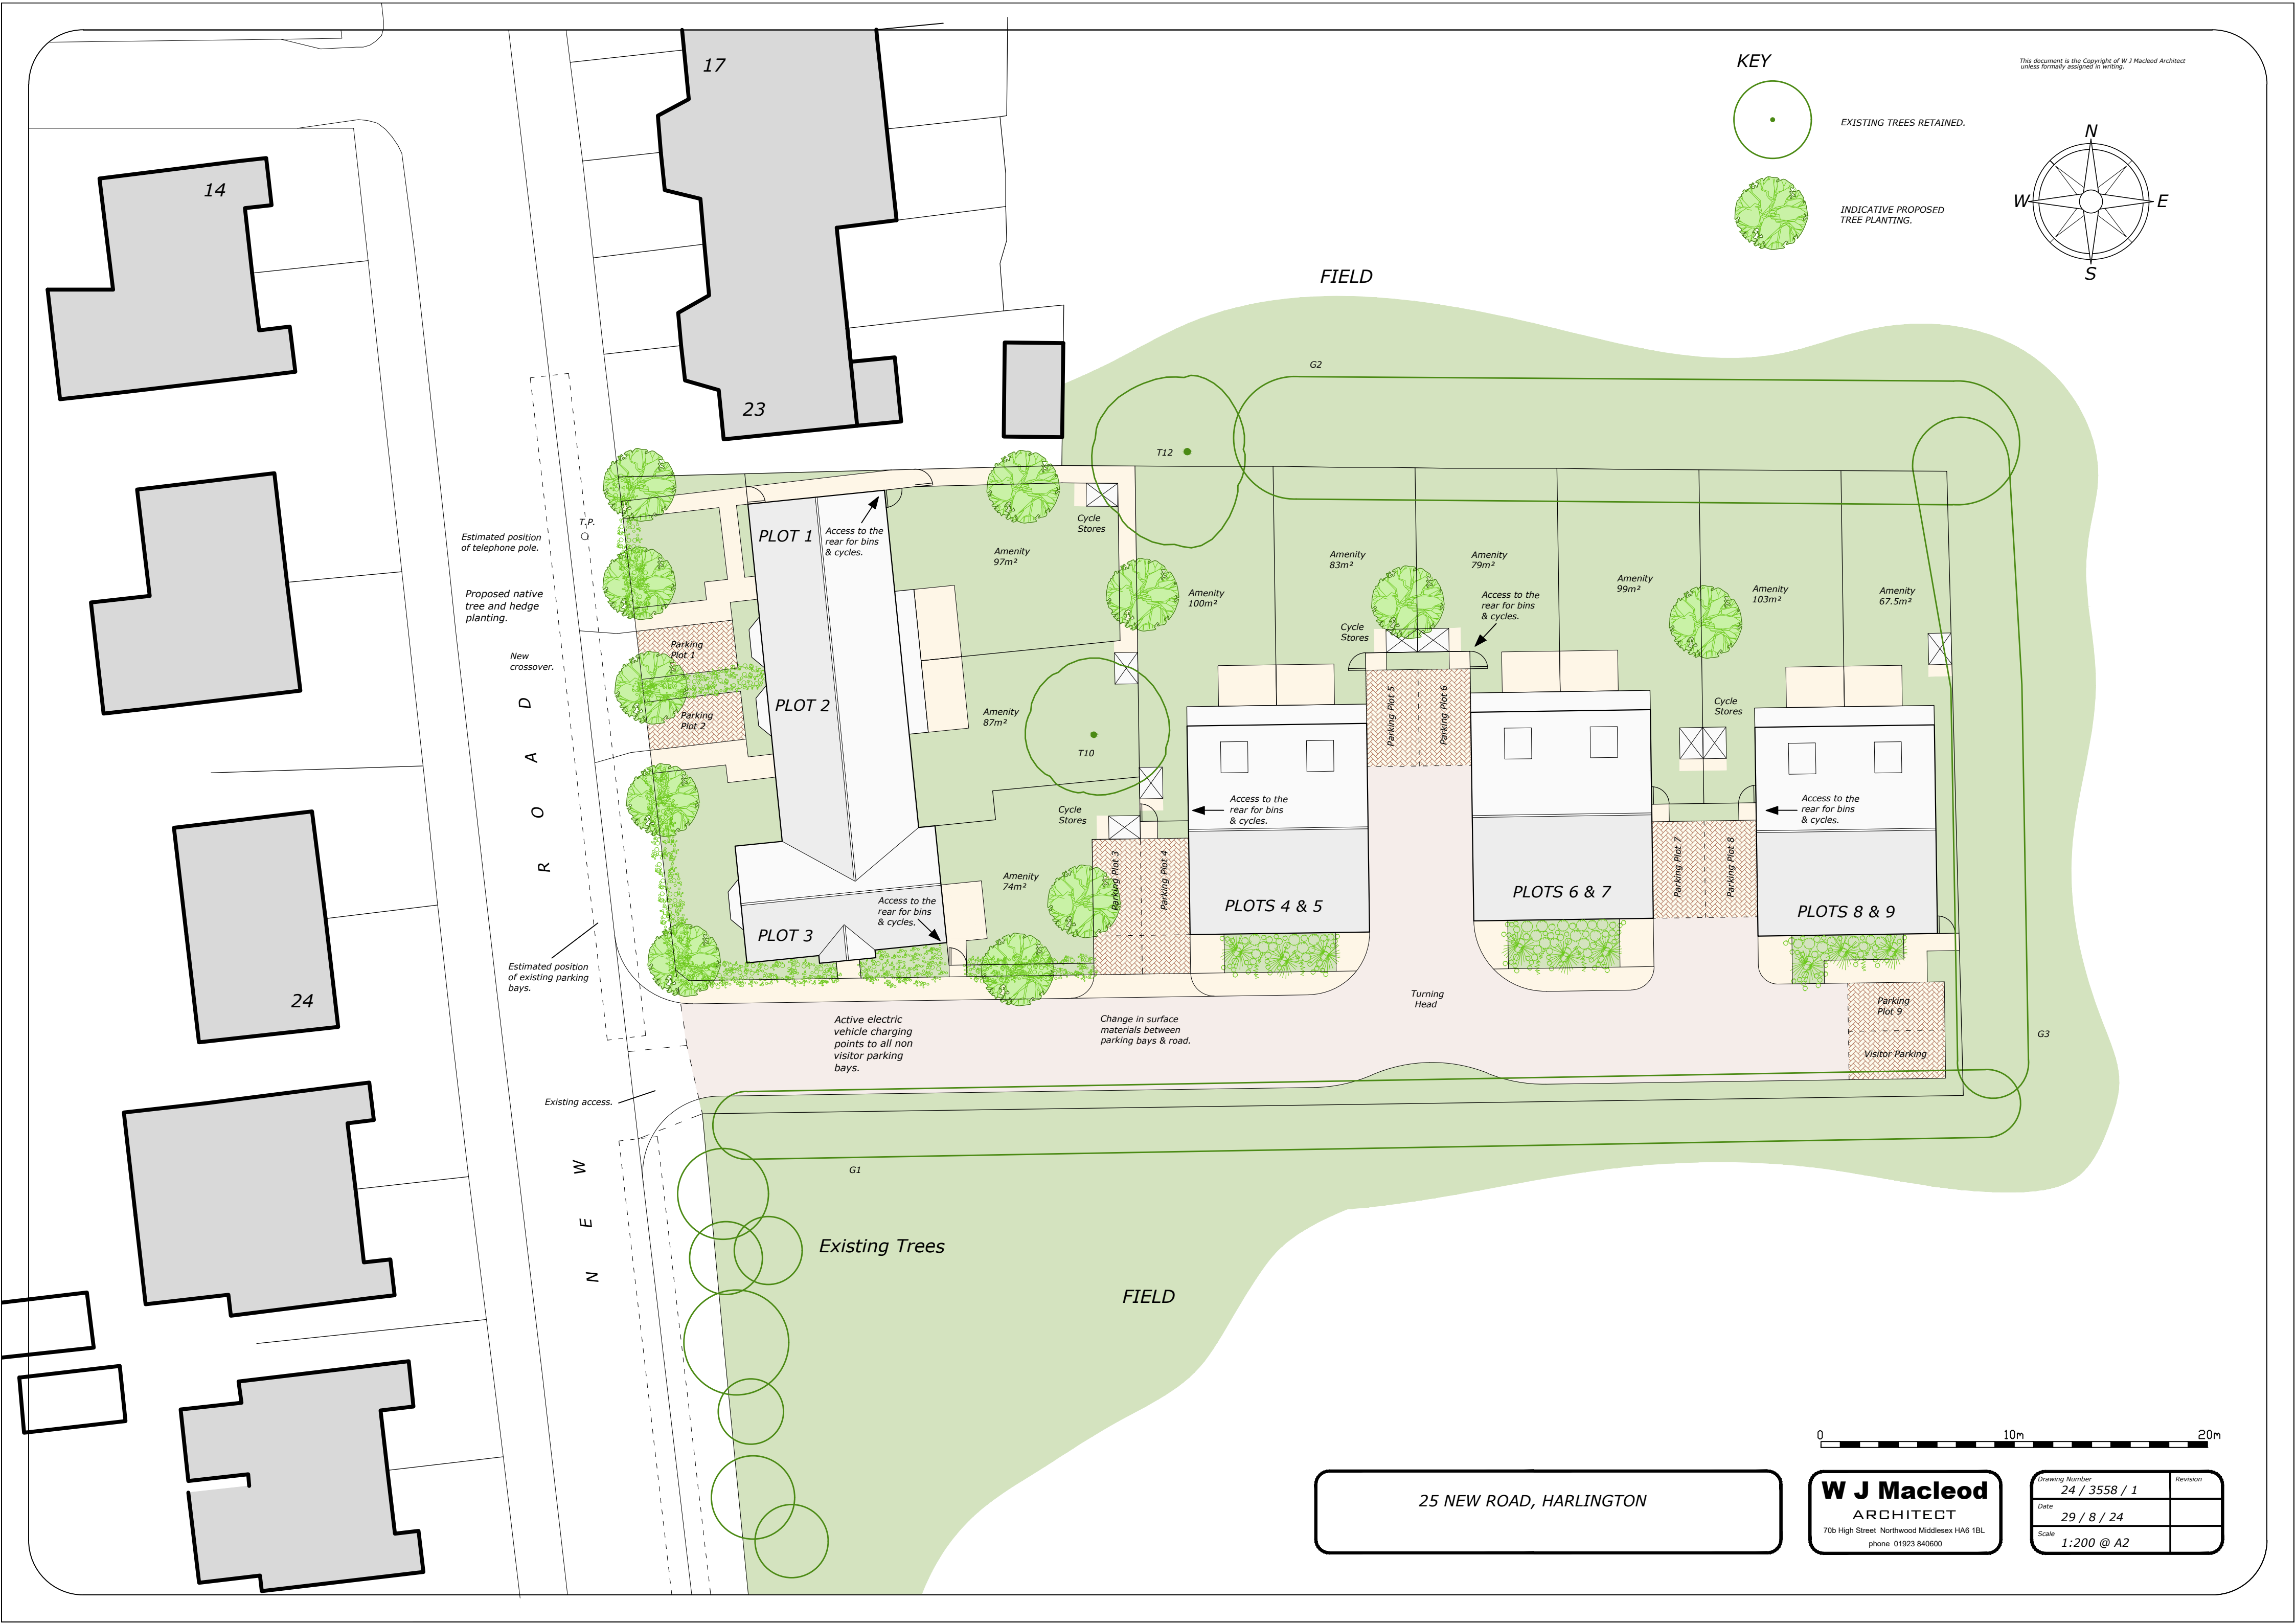 17
KEY
This document is the Copyright of W J Macleod Architect
unless formally assigned in writing.
EXISTING TREES RETAINED.
N
W
E
S
INDICATIVE PROPOSED
TREE PLANTING.
14
FIELD
G2
23
T12
T.P.
Estimated position
of telephone pole.
PLOT 1
Access to the
rear for bins
& cycles.
Cycle
Stores
Amenity
97m²
Amenity
83m²
Amenity
79m²
Amenity
99m²
Amenity
103m²
Amenity
67.5m²
Amenity
100m²
Access to the
rear for bins
& cycles.
Proposed native
tree and hedge
planting.
Cycle
Stores
New
crossover.
Parking
Plot 1
PLOT 2
Parking
Plot 2
Amenity
87m²
T10
Parking Plot 5
Parking Plot 6
Cycle
Stores
Cycle
Stores
Access to the
rear for bins
& cycles.
Access to the
rear for bins
& cycles.
Parking Plot 3
Parking Plot 4
Parking Plot 7
Parking Plot 8
Amenity
74m²
Access to the
rear for bins
& cycles.
PLOT 3
PLOTS 4 & 5
PLOTS 6 & 7
PLOTS 8 & 9
NEW ROAD
Estimated position
of existing parking
bays.
24
Turning
Head
Parking
Plot 9
Visitor Parking
Active electric
vehicle charging
points to all non
visitor parking
bays.
Change in surface
materials between
parking bays & road.
G3
Existing access.
G1
Existing Trees
FIELD
0
10m
20m
25 NEW ROAD, HARLINGTON
W J Macleod
ARCHITECT
70b High Street Northwood Middlesex HA6 1BL
phone 01923 840600
Drawing Number
24 / 3558 / 1
Revision
Date
29 / 8 / 24
Scale
1:200 @ A2